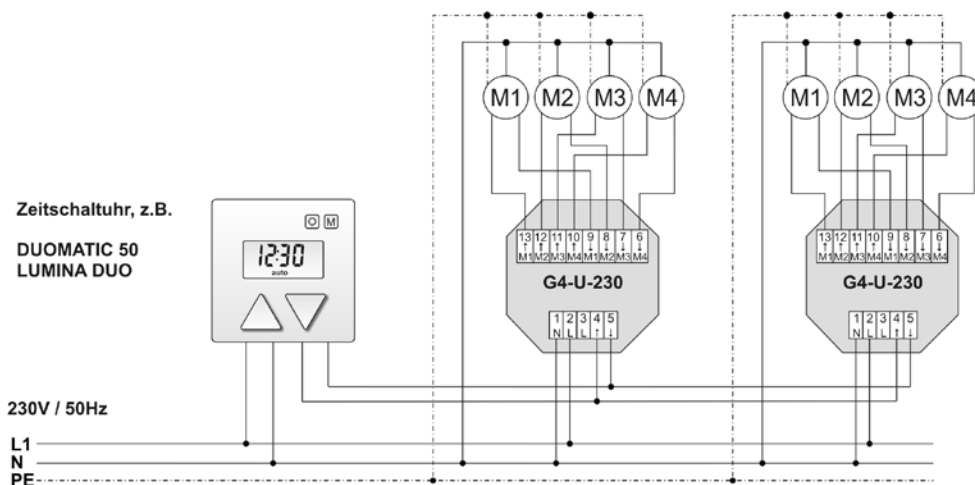 M1 M2 M3 M4 M1 M2 M3 M4
Zeitschaltuhr, z.B.
DUOMATIC 50
LUMINA DUO
M
12:30
auto
13 12 11 10 9 8 7 6
↑ ↑ ↑ ↑ ↓ ↓ ↓ ↓
M1 M2 M3 M4 M1 M2 M3 M4
G4-U-230
1 2 3 4 5
N L L ↑ ↓
13 12 11 10 9 8 7 6
↑ ↑ ↑ ↑ ↓ ↓ ↓ ↓
M1 M2 M3 M4 M1 M2 M3 M4
G4-U-230
1 2 3 4 5
N L L ↑ ↓
230V / 50Hz
L1
N
PE